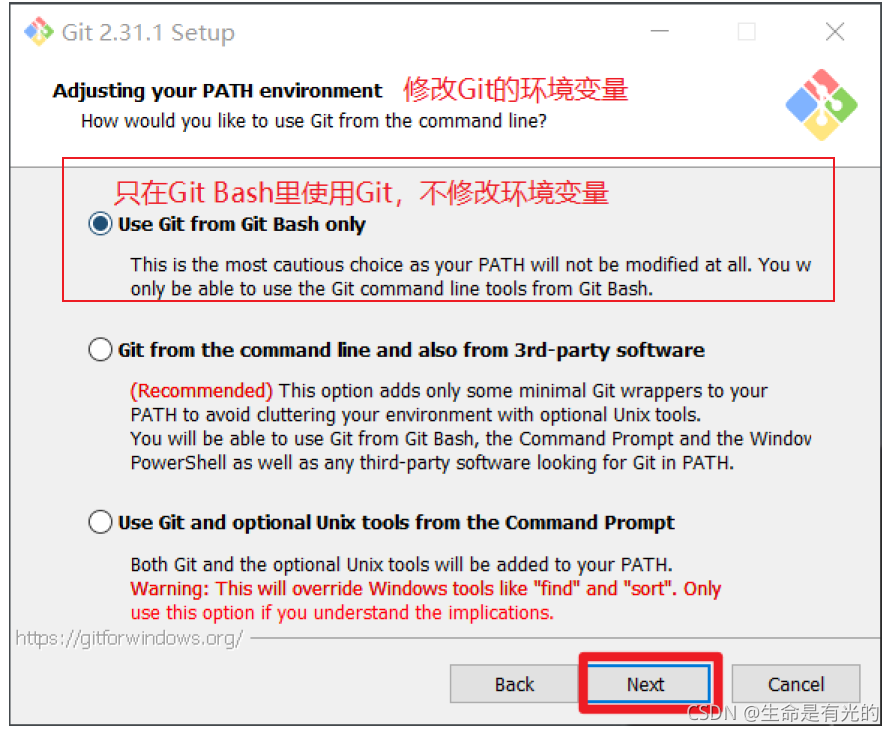 Git 2.31.1 Setup
Adjusting your PATH environment 修改Git的环境变量
How would you like to use Git from the command line?
只在Git Bash里使用Git，不修改环境变量
Use Git from Git Bash only
This is the most cautious choice as your PATH will not be modified at all. You w
only be able to use the Git command line tools from Git Bash.
Git from the command line and also from 3rd-party software
(Recommended) This option adds only some minimal Git wrappers to your
PATH to avoid cluttering your environment with optional Unix tools.
You will be able to use Git from Git Bash, the Command Prompt and the Window
PowerShell as well as any third-party software looking for Git in PATH.
Use Git and optional Unix tools from the Command Prompt
Both Git and the optional Unix tools will be added to your PATH.
Warning: This will override Windows tools like "find" and "sort". Only
use this option if you understand the implications.
https://gitforwindows.org/
Back Next Cancel
CSDN @生命是有光的